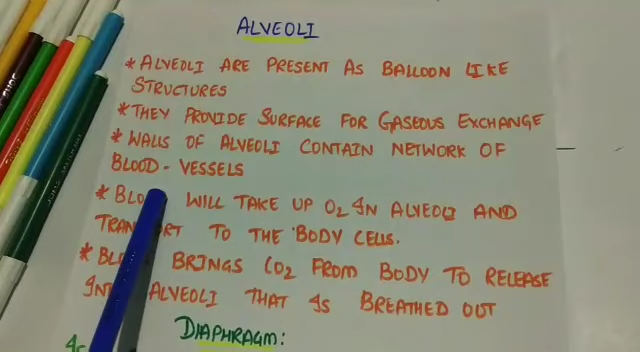 ALVEOLI
* ALVEOLI ARE PRESENT AS BALLOON LIKE
STRUCTURES
* THEY PROVIDE SURFACE FOR GASEOUS EXCHANGE
* WALLS OF ALVEOLI CONTAIN NETWORK OF
BLOOD - VESSELS
* WILL TAKE UP O2 IN ALVEOLI AND
TO THE BODY CELLS.
* BRINGS CO2 FROM BODY TO RELEASE
ALVEOLI THAT IS BREATHED OUT
DIAPHRAGM: